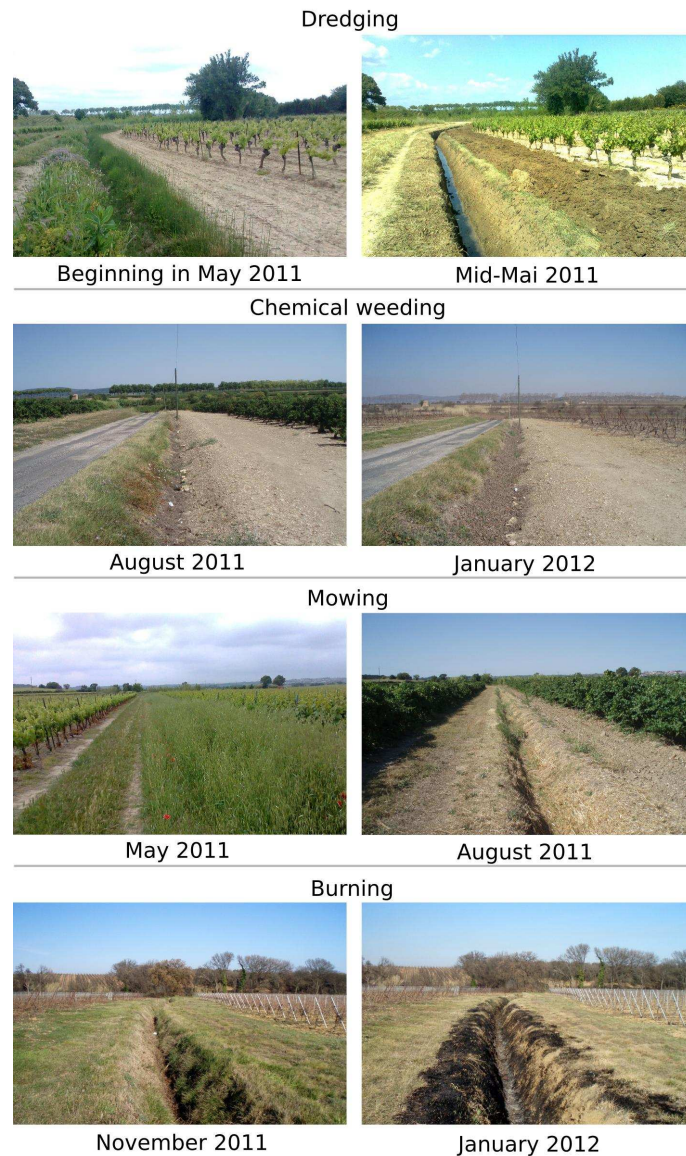 Dredging
Beginning in May 2011
Mid-Mai 2011
Chemical weeding
August 2011
January 2012
Mowing
May 2011
August 2011
Burning
November 2011
January 2012